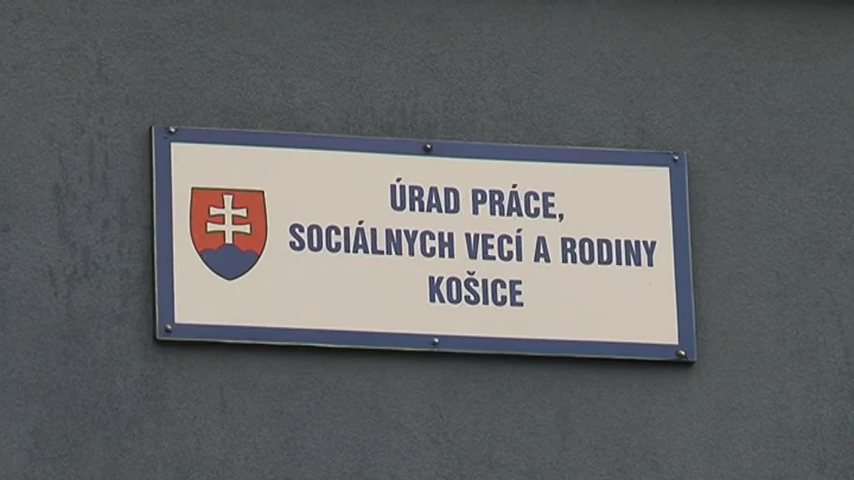 ÚRAD PRÁCE,
SOCIÁLNYCH VECÍ A RODINY
KOŠICE